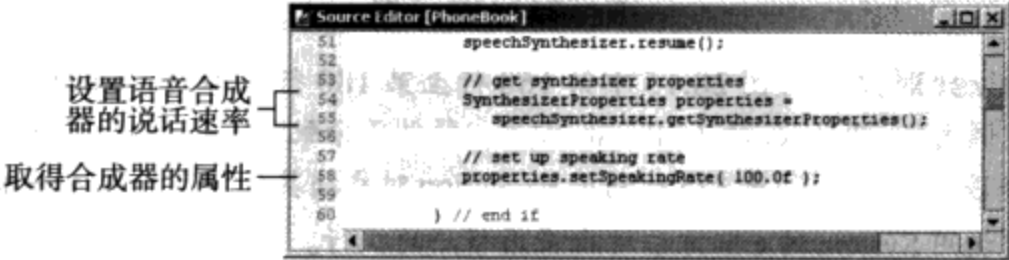 Source Editor [PhoneBook]
51 speechSynthesizer.resume();
52
53 // get synthesizer properties
54 SynthesizerProperties properties =
55 speechSynthesizer.getSynthesizerProperties();
56
57 // set up speaking rate
58 properties.setSpeakingRate( 100.0f );
59
60 } // end if
设置语音合成
器的说话速率
取得合成器的属性